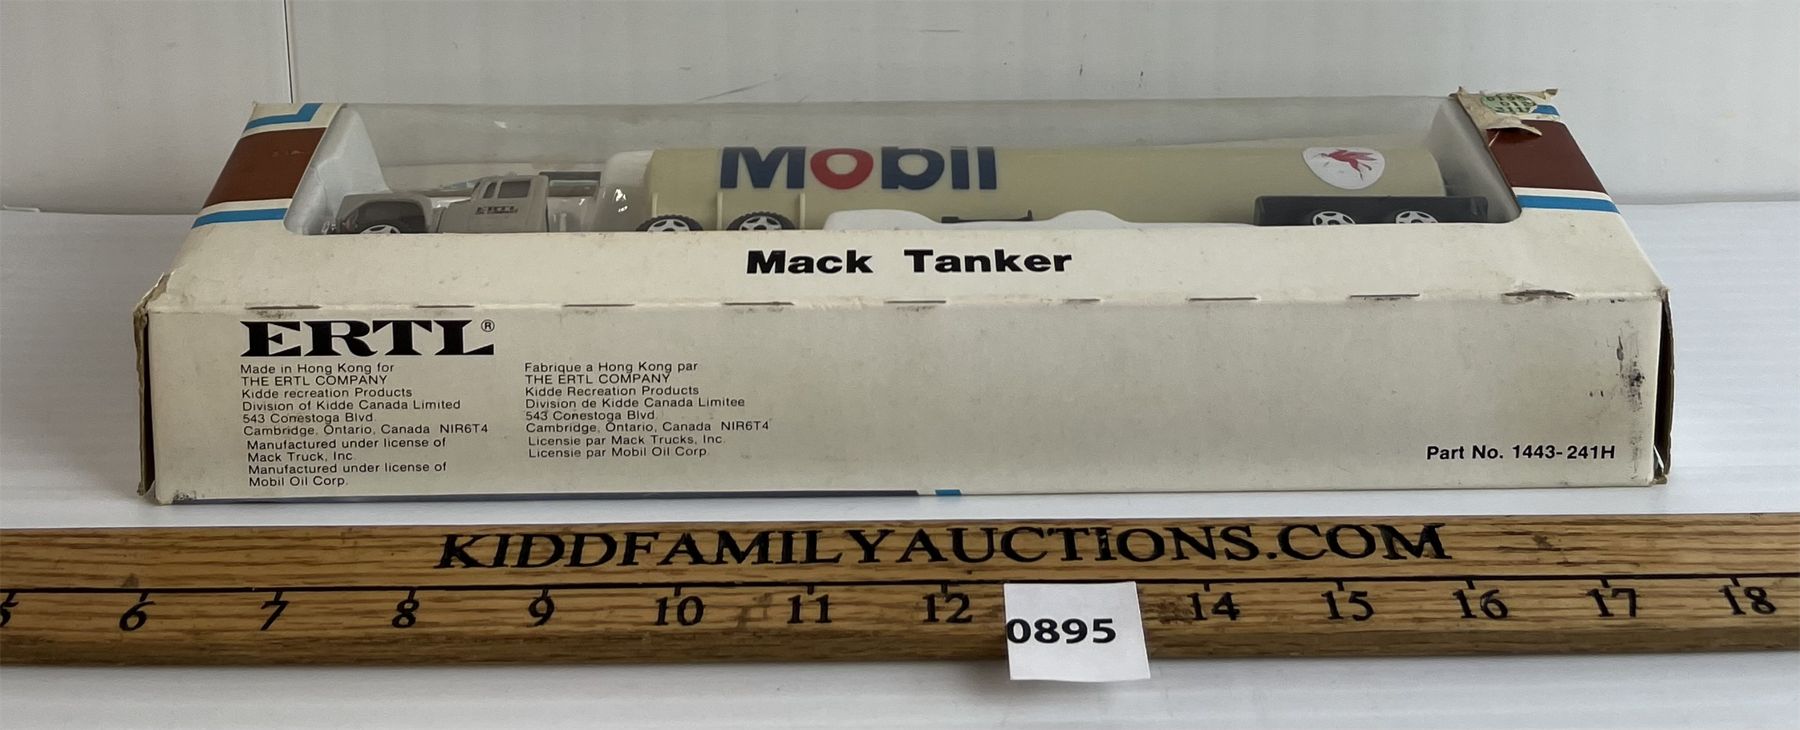 Mobil
ERTL
Mack Tanker
ERTL®
Made in Hong Kong for
THE ERTL COMPANY
Kidde recreation Products
Division of Kidde Canada Limited
543 Conestoga Blvd.
Cambridge, Ontario, Canada NIR6T4
Manufactured under license of
Mack Truck, Inc.
Manufactured under license of
Mobil Oil Corp.
Fabrique a Hong Kong par
THE ERTL COMPANY
Kidde Recreation Products
Division de Kidde Canada Limitee
543 Conestoga Blvd.
Cambridge, Ontario, Canada NIR6T4
Licensie par Mack Trucks, Inc.
Licensie par Mobil Oil Corp.
Part No. 1443-241H
KIDDFAMILYAUCTIONS.COM
5 6 7 8 9 10 11 12 14 15 16 17 18
0895